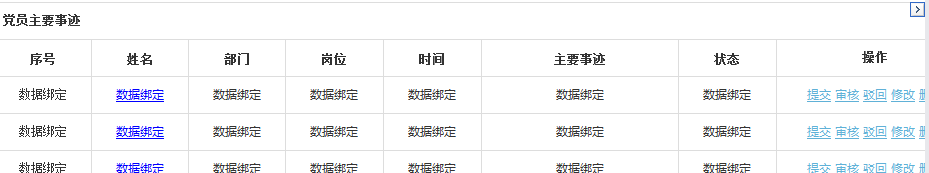 党员主要事迹
序号 姓名 部门 岗位 时间 主要事迹 状态 操作
数据绑定 数据绑定 数据绑定 数据绑定 数据绑定 数据绑定 数据绑定 提交 审核 驳回 修改
数据绑定 数据绑定 数据绑定 数据绑定 数据绑定 数据绑定 数据绑定 提交 审核 驳回 修改
数据绑定 数据绑定 数据绑定 数据绑定 数据绑定 数据绑定 数据绑定 提交 审核 驳回 修改